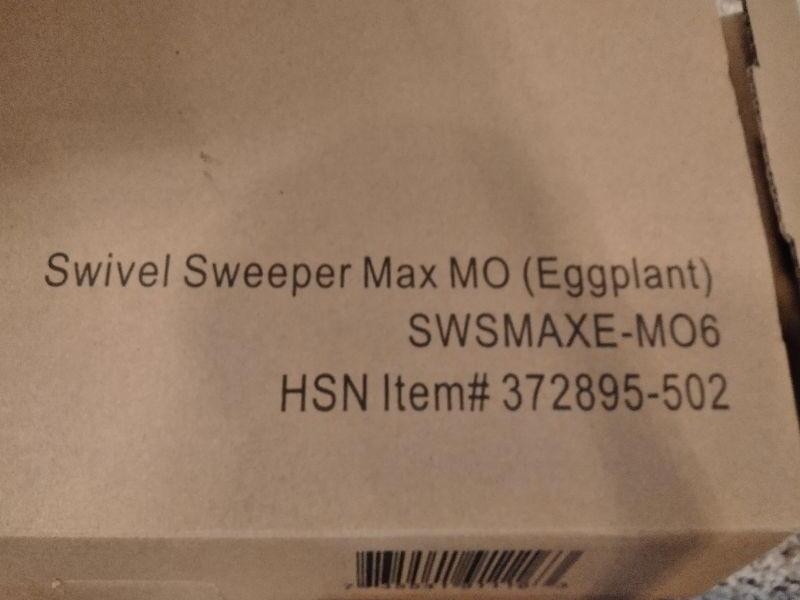 Swivel Sweeper Max MO (Eggplant)
SWSMAXE-MO6
HSN Item# 372895-502